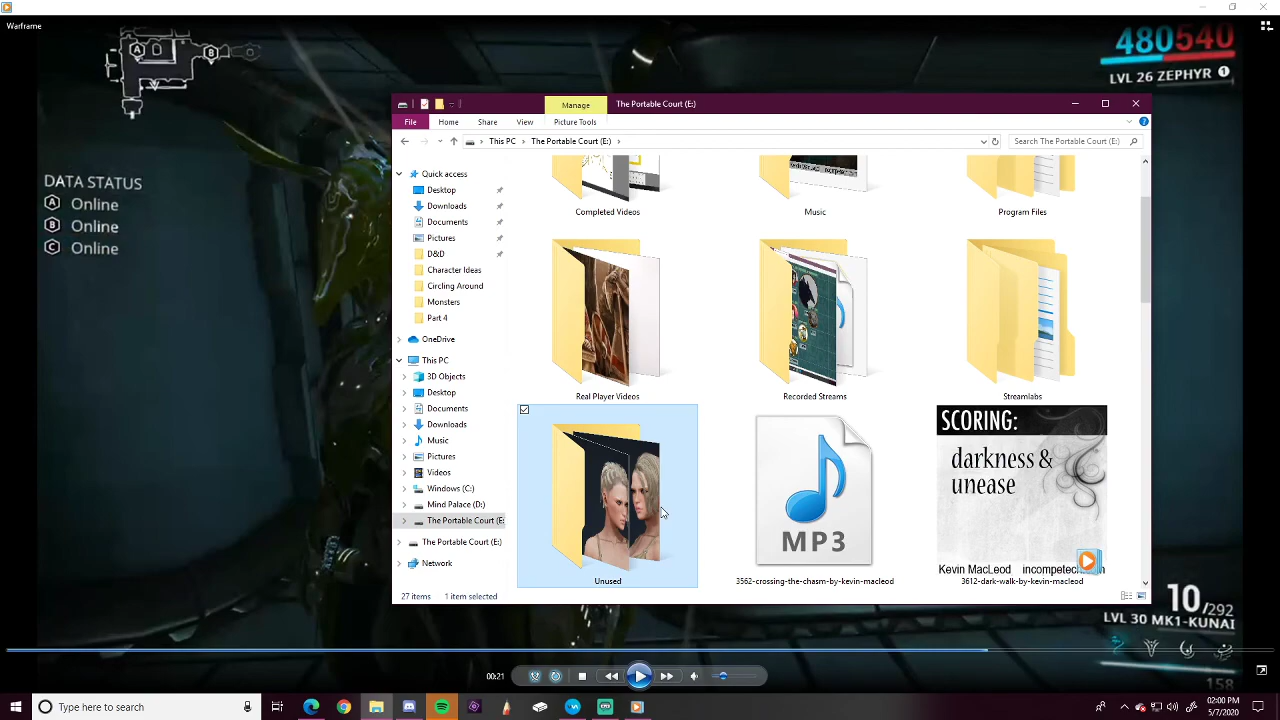 Warframe
480 540
LVL 26 ZEPHYR 1
A
B
DATA STATUS
A Online
B Online
C Online
Manage
The Portable Court (E:)
File
Home
Share
View
Picture Tools
This PC
The Portable Court (E:)
Search The Portable Court (E:)
Quick access
Desktop
Downloads
Documents
Pictures
D&D
Character Ideas
Circling Around
Monsters
Part 4
OneDrive
This PC
3D Objects
Desktop
Documents
Downloads
Music
Pictures
Videos
Windows (C:)
Mind Palace (D:)
The Portable Court (E:
The Portable Court (E:)
Network
Completed Videos
Music
Program Files
Real Player Videos
Recorded Streams
Streamlabs
Unused
MP3
3562-crossing-the-chasm-by-kevin-macleod
SCORING:
darkness &
unease
Kevin MacLeod
3612-dark-walk-by-kevin-macleod
27 items
1 item selected
10/292
LVL 30 MK1-KUNAI
158
00:21
Type here to search
02:00 PM
5/7/2020